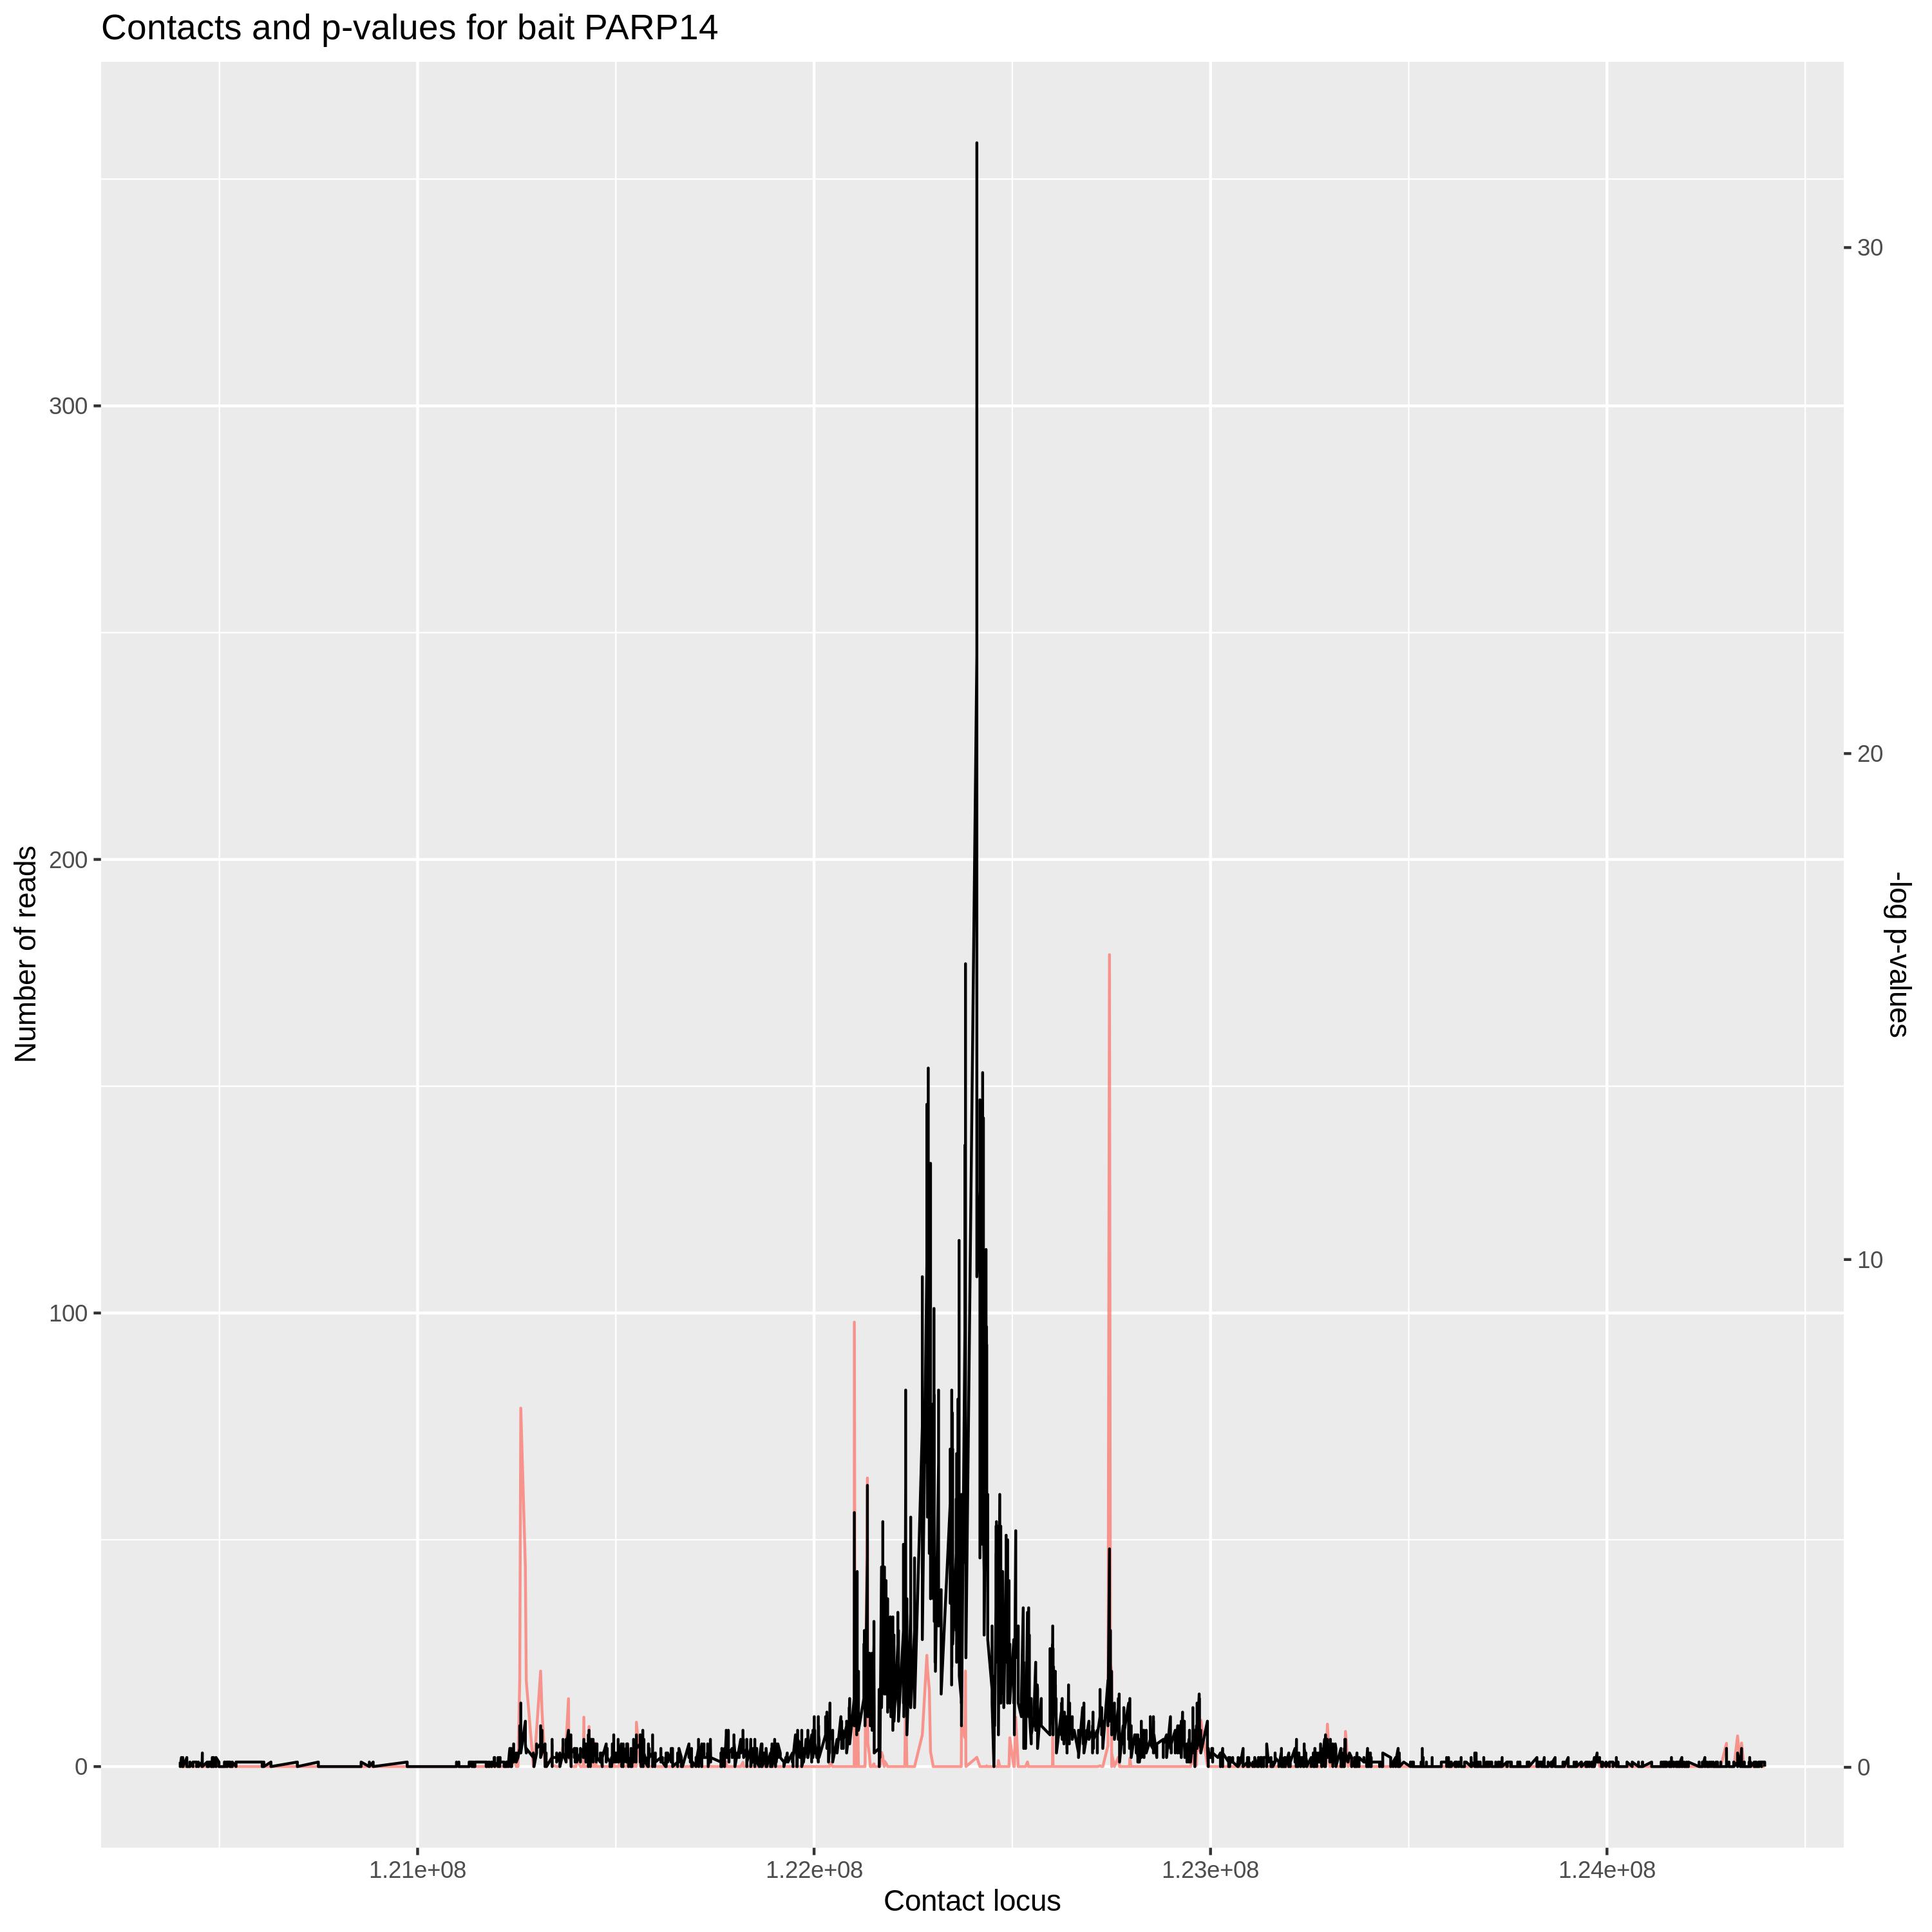 Contacts and p-values for bait PARP14
Number of reads
300
200
100
0
30
20
10
0
-log p-values
1.21e+08
1.22e+08
1.23e+08
1.24e+08
Contact locus